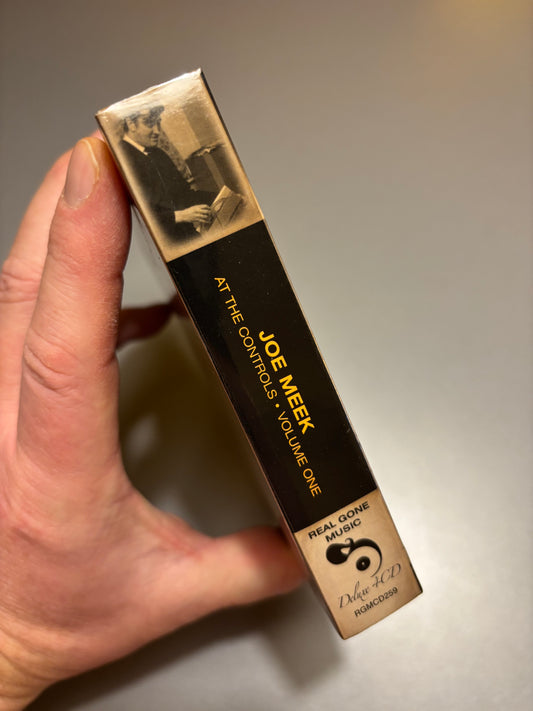 JOE MEEK
AT THE CONTROLS • VOLUME ONE
REAL GONE
MUSIC
Deluxe 4CD
RGMCD259